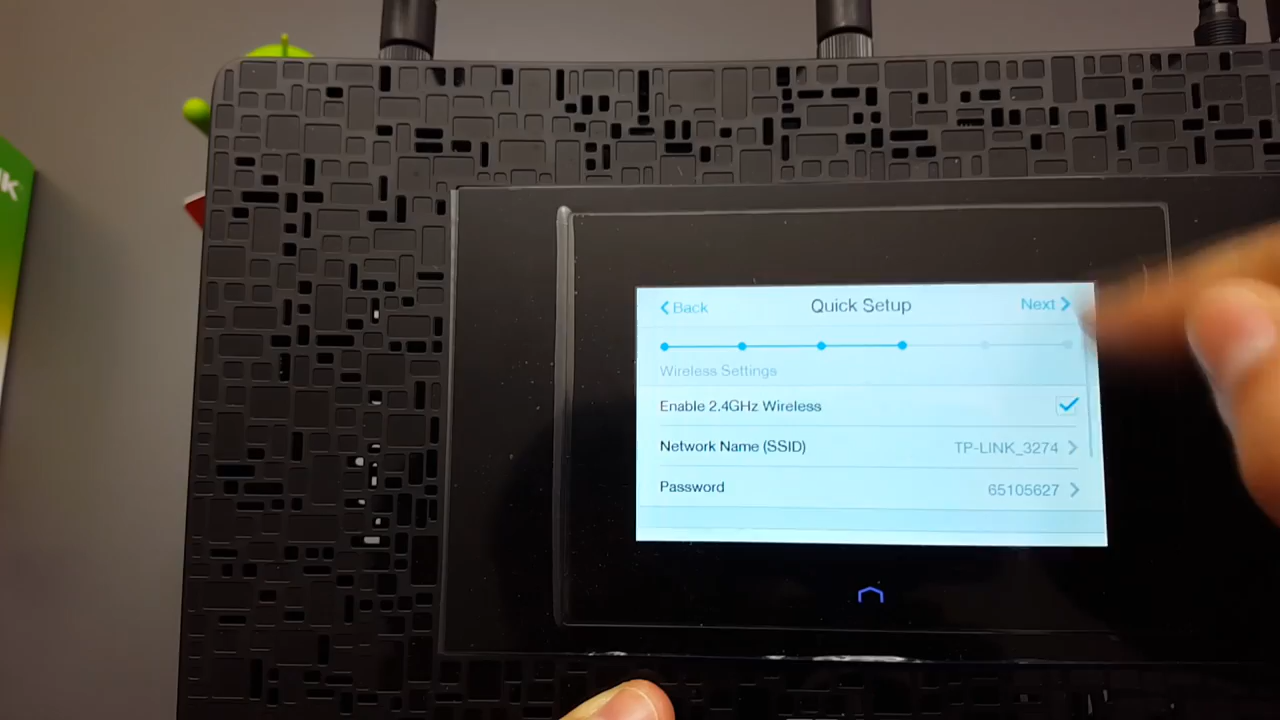 Back Quick Setup Next
Wireless Settings
Enable 2.4GHz Wireless
Network Name (SSID) TP-LINK_3274
Password 65105627